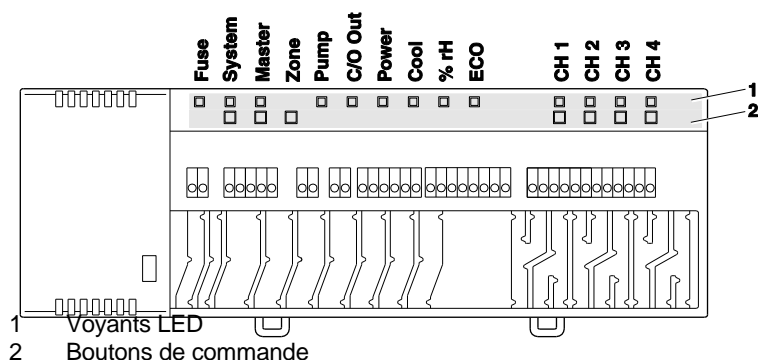 Fuse
System
Master
Zone
Pump
C/O Out
Power
Cool
% rH
ECO
CH 1
CH 2
CH 3
CH 4
1
2
1 Voyants LED
2 Boutons de commande